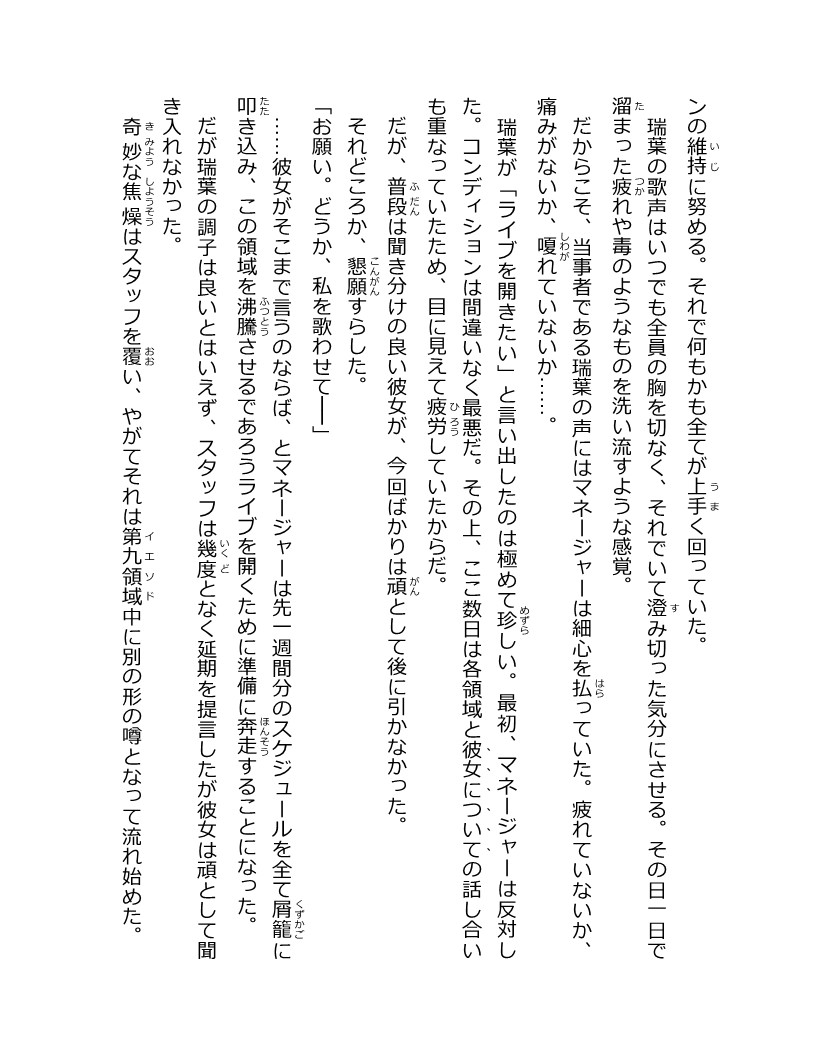 ンの維持に努める。それで何もかも全てが上手く回っていた。
瑞葉の歌声はいつでも全員の胸を切なく、それでいて澄み切った気分にさせる。その日一日で
溜まった疲れや毒のようなものを洗い流すような感覚。
だからこそ、当事者である瑞葉の声にはマネージャーは細心を払っていた。疲れていないか、
痛みがないか、嗄れていないか……。
瑞葉が「ライブを開きたい」と言い出したのは極めて珍しい。最初、マネージャーは反対し
た。コンディションは間違いなく最悪だ。その上、ここ数日は各領域と彼女についての話し合い
も重なっていたため、目に見えて疲労していたからだ。
だが、普段は聞き分けの良い彼女が、今回ばかりは頑として後に引かなかった。
それどころか、懇願すらした。
「お願い。どうか、私を歌わせて――」
……彼女がそこまで言うのならば、とマネージャーは先一週間分のスケジュールを全て屑籠に
叩き込み、この領域を沸騰させるであろうライブを開くために準備に奔走することになった。
だが瑞葉の調子は良いとはいえず、スタッフは幾度となく延期を提言したが彼女は頑として聞
き入れなかった。
奇妙な焦燥はスタッフを覆い、やがてそれは第九領域中に別の形の噂となって流れ始めた。